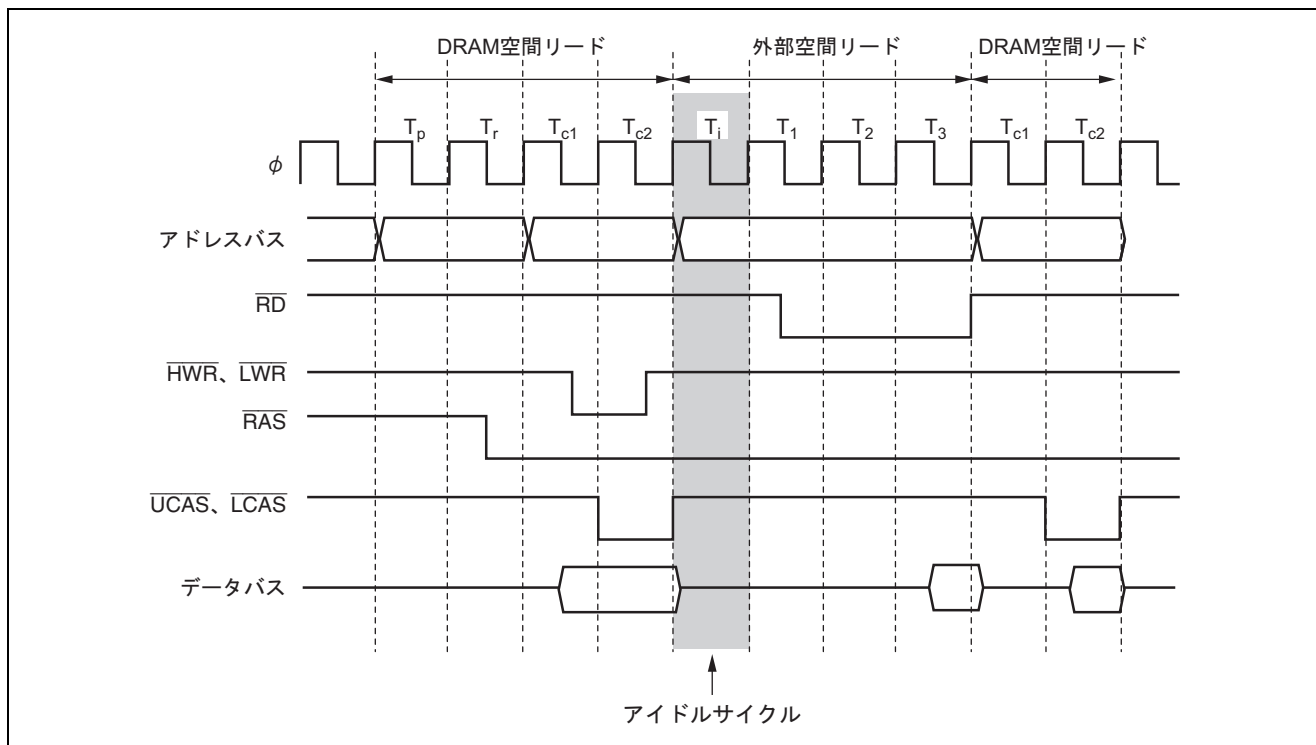 DRAM空間リード 外部空間リード DRAM空間リード
Tp Tr Tc1 Tc2 Ti T1 T2 T3 Tc1 Tc2
φ
アドレスバス
RD
HWR、LWR
RAS
UCAS、LCAS
データバス
アイドルサイクル